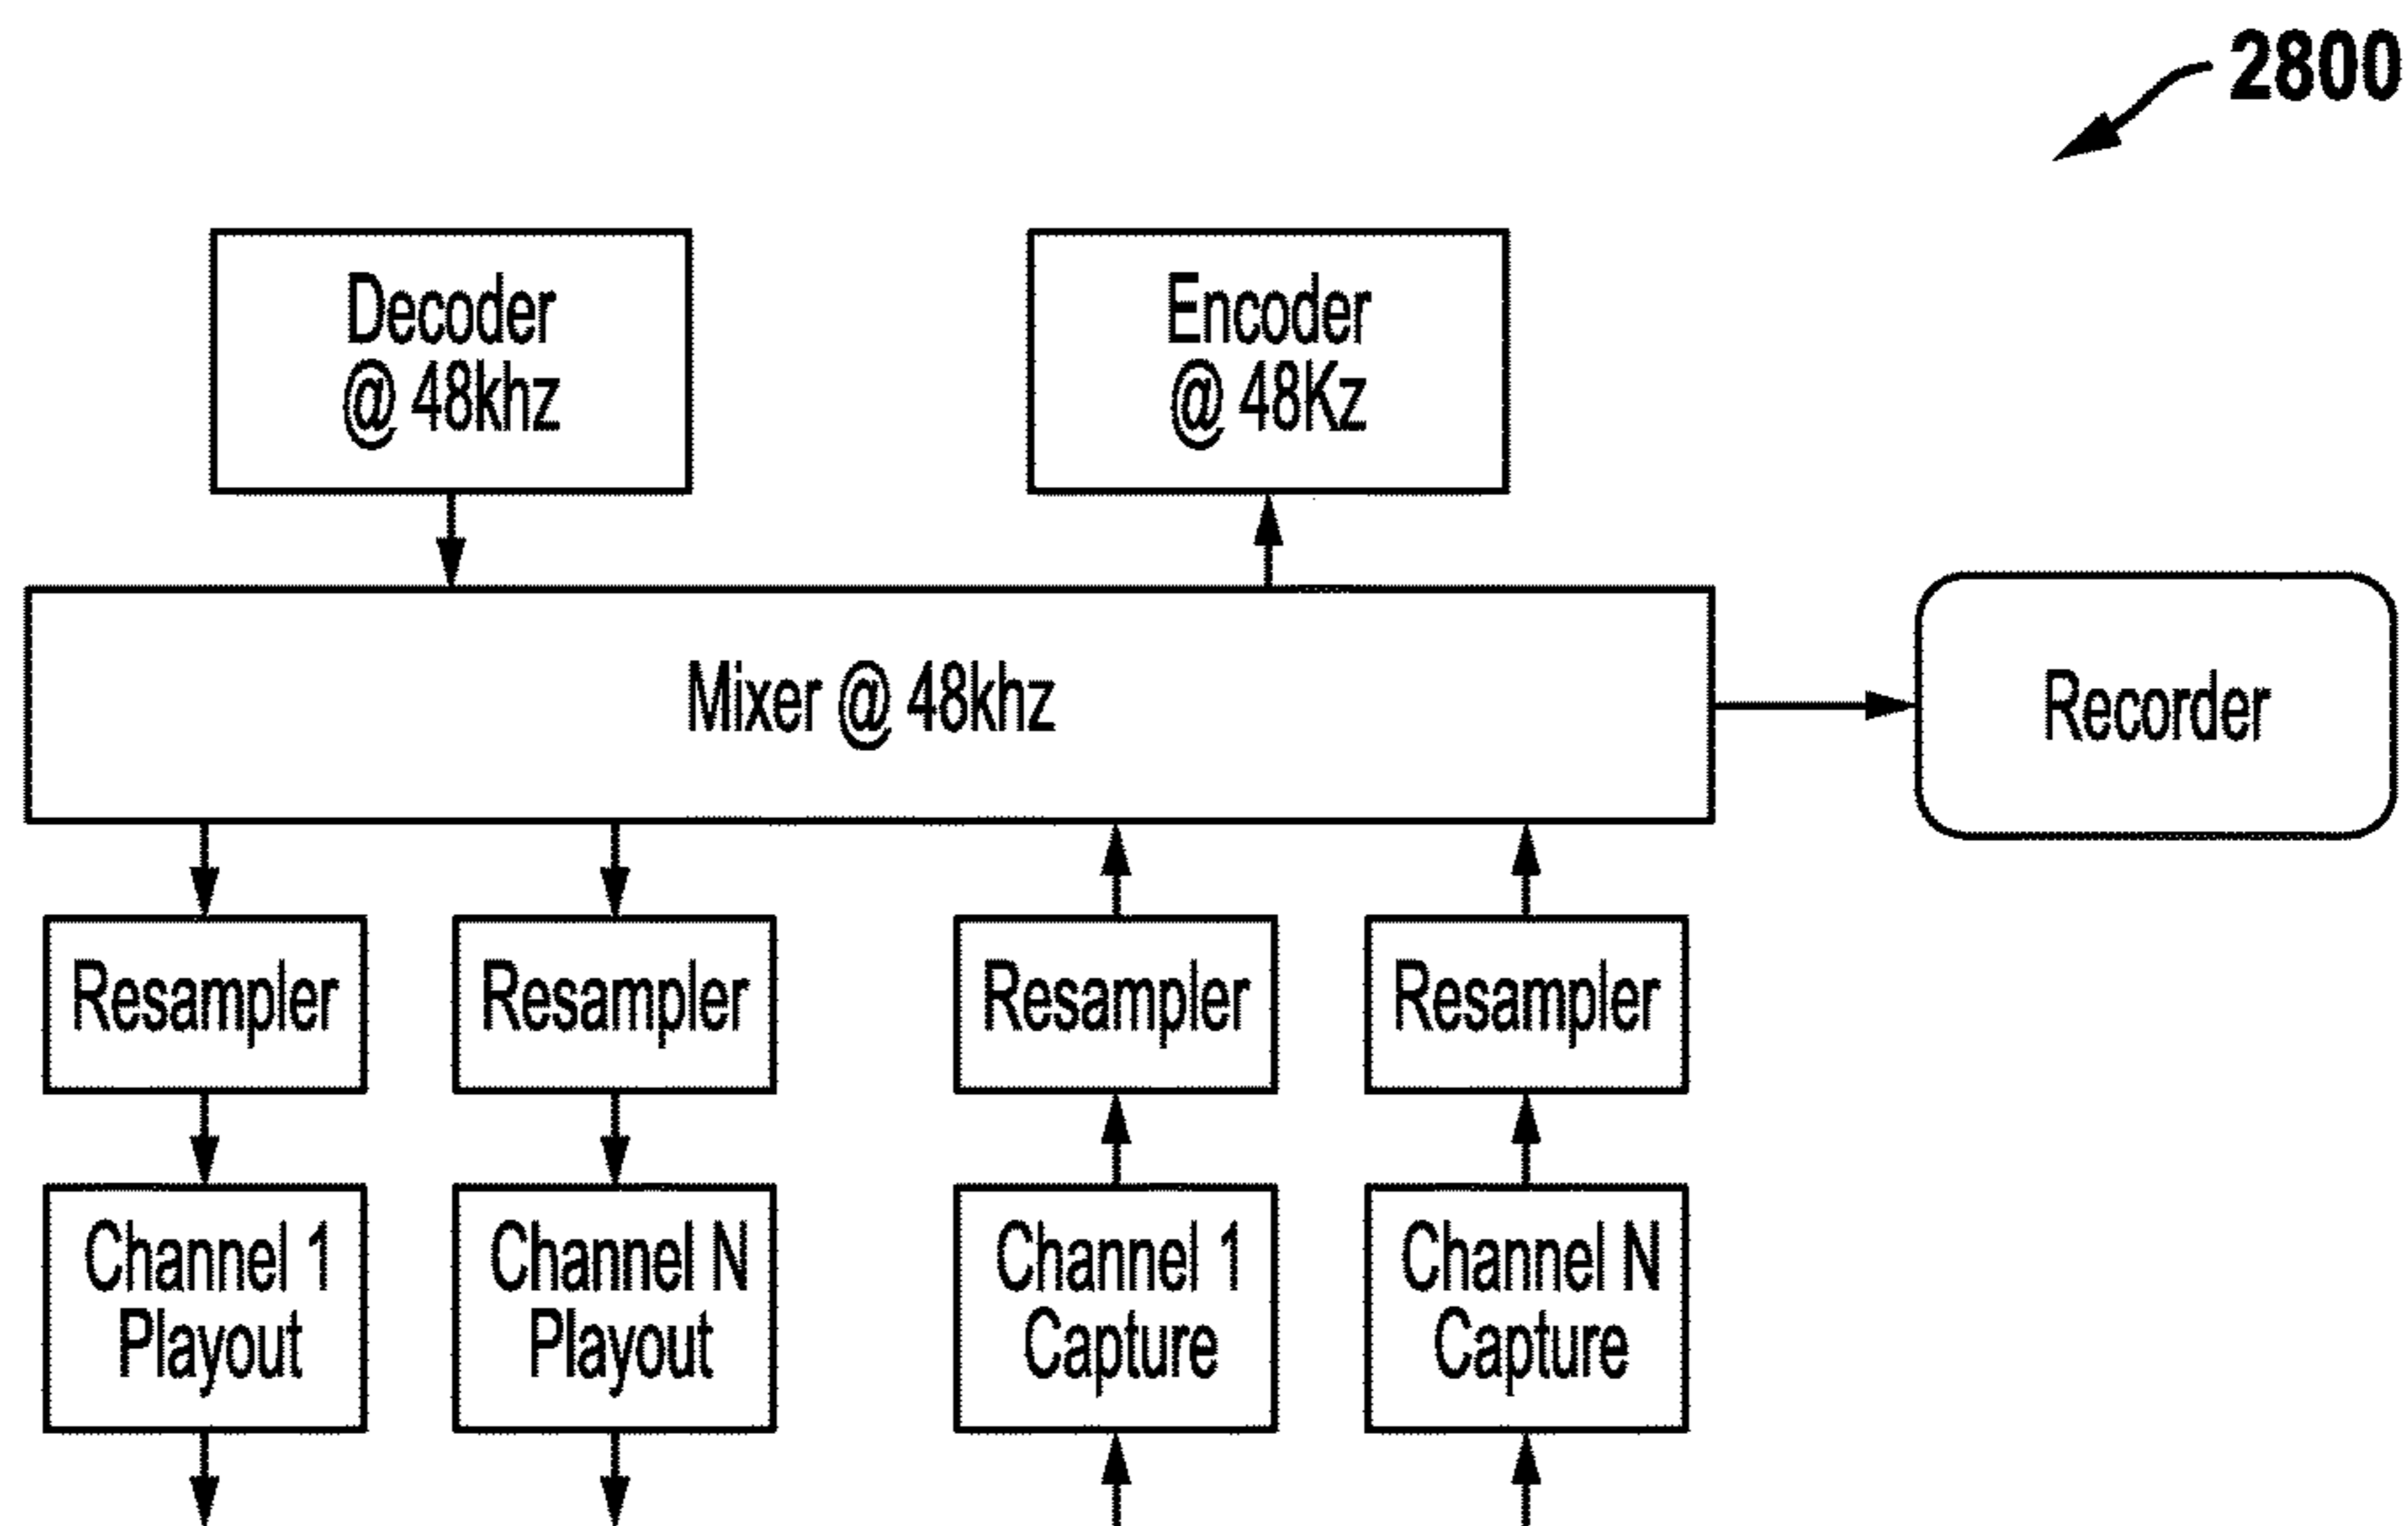 2800
Decoder
@ 48khz
Encoder
@ 48Kz
Mixer @ 48khz
Recorder
Resampler
Resampler
Resampler
Resampler
Channel 1
Playout
Channel N
Playout
Channel 1
Capture
Channel N
Capture